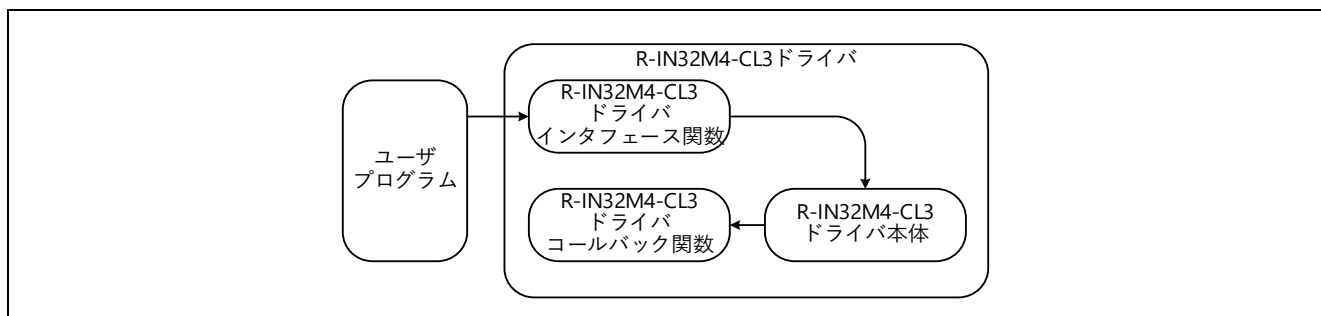 R-IN32M4-CL3ドライバ
R-IN32M4-CL3
ドライバ
インタフェース関数
ユーザ
プログラム
R-IN32M4-CL3
ドライバ
コールバック関数
R-IN32M4-CL3
ドライバ本体